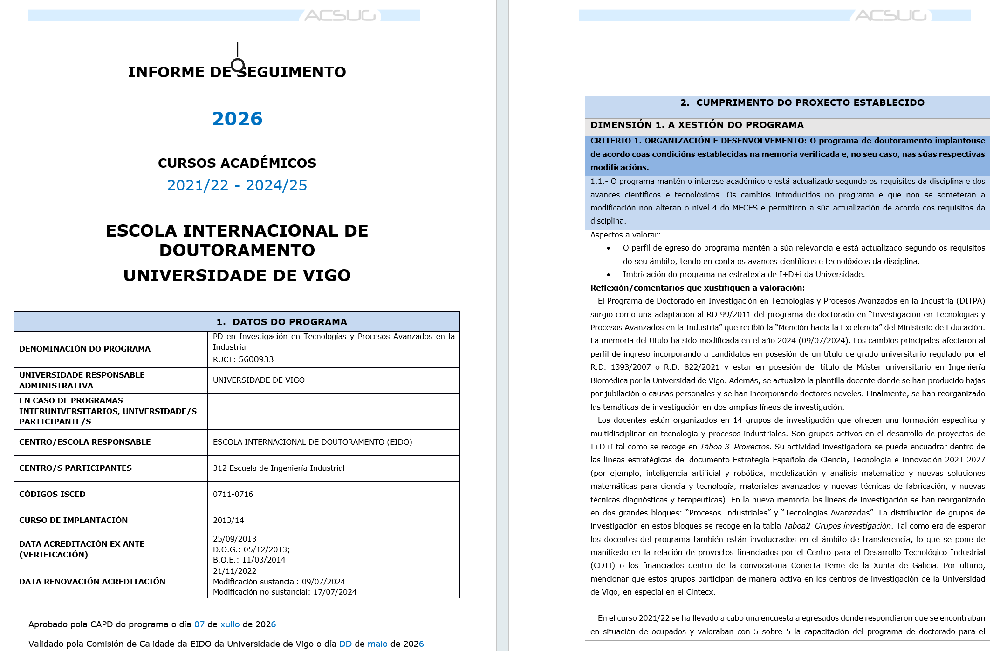 ACSUG
INFORME DE SEGUIMENTO
2026
CURSOS ACADÉMICOS
2021/22 - 2024/25
ESCOLA INTERNACIONAL DE
DOUTORAMENTO
UNIVERSIDADE DE VIGO
1. DATOS DO PROGRAMA
DENOMINACIÓN DO PROGRAMA
PD en Investigación en Tecnologías y Procesos Avanzados en la
Industria
RUCT: 5600933
UNIVERSIDADE RESPONSABLE
ADMINISTRATIVA
UNIVERSIDADE DE VIGO
EN CASO DE PROGRAMAS
INTERUNIVERSITARIOS, UNIVERSIDADE/S
PARTICIPANTE/S
CENTRO/ESCOLA RESPONSABLE
ESCOLA INTERNACIONAL DE DOUTORAMENTO (EIDO)
CENTRO/S PARTICIPANTES
312 Escuela de Ingeniería Industrial
CÓDIGOS ISCED
0711-0716
CURSO DE IMPLANTACIÓN
2013/14
DATA ACREDITACIÓN EX ANTE
(VERIFICACIÓN)
25/09/2013
D.O.G.: 05/12/2013;
B.O.E.: 11/03/2014
DATA RENOVACIÓN ACREDITACIÓN
21/11/2022
Modificación sustancial: 09/07/2024
Modificación no sustancial: 17/07/2024
Aprobado pola CAPD do programa o día 07 de xullo de 2026
Validado pola Comisión de Calidade da EIDO da Universidade de Vigo o día DD de maio de 2026
ACSUG
2. CUMPRIMENTO DO PROXECTO ESTABLECIDO
DIMENSIÓN 1. A XESTIÓN DO PROGRAMA
CRITERIO 1. ORGANIZACIÓN E DESENVOLVEMENTO: O programa de doutoramento implantouse
de acordo coas condicións establecidas na memoria verificada e, no seu caso, nas súas respectivas
modificacións.
1.1.- O programa mantén o interese académico e está actualizado segundo os requisitos da disciplina e dos
avances científicos e tecnolóxicos. Os cambios introducidos no programa e que non se someteran a
modificación non alteran o nivel 4 do MECES e permitiron a súa actualización de acordo cos requisitos da
disciplina.
Aspectos a valorar:
• O perfil de egreso do programa mantén a súa relevancia e está actualizado segundo os requisitos
do seu ámbito, tendo en conta os avances científicos e tecnolóxicos da disciplina.
• Imbricación do programa na estratexia de I+D+i da Universidade.
Reflexión/comentarios que xustifiquen a valoración:
El Programa de Doctorado en Investigación en Tecnologías y Procesos Avanzados en la Industria (DITPA)
surgió como una adaptación al RD 99/2011 del programa de doctorado en “Investigación en Tecnologías y
Procesos Avanzados en la Industria” que recibió la “Mención hacia la Excelencia” del Ministerio de Educación.
La memoria del título ha sido modificada en el año 2024 (09/07/2024). Los cambios principales afectaron al
perfil de ingreso incorporando a candidatos en posesión de un título de grado universitario regulado por el
R.D. 1393/2007 o R.D. 822/2021 y estar en posesión del título de Máster universitario en Ingeniería
Biomédica por la Universidad de Vigo. Además, se actualizó la plantilla docente donde se han producido bajas
por jubilación o causas personales y se han incorporando doctores noveles. Finalmente, se han reorganizado
las temáticas de investigación en dos amplias líneas de investigación.
Los docentes están organizados en 14 grupos de investigación que ofrecen una formación específica y
multidisciplinar en tecnología y procesos industriales. Son grupos activos en el desarrollo de proyectos de
I+D+i tal como se recoge en Táboa 3_Proxectos. Su actividad investigadora se puede encuadrar dentro de
las líneas estratégicas del documento Estrategia Española de Ciencia, Tecnología e Innovación 2021-2027
(por ejemplo, inteligencia artificial y robótica, modelización y análisis matemático y nuevas soluciones
matemáticas para ciencia y tecnología, materiales avanzados y nuevas técnicas de fabricación, y nuevas
técnicas diagnósticas y terapéuticas). En la nueva memoria las líneas de investigación se han reorganizado
en dos grandes bloques: “Procesos Industriales” y “Tecnologías Avanzadas”. La distribución de grupos de
investigación en estos bloques se recoge en la tabla Taboa2_Grupos investigación. Tal como era de esperar
los docentes del programa también están involucrados en el ámbito de transferencia, lo que se pone de
manifiesto en la relación de proyectos financiados por el Centro para el Desarrollo Tecnológico Industrial
(CDTI) o los financiados dentro de la convocatoria Conecta Peme de la Xunta de Galicia. Por último,
mencionar que estos grupos participan de manera activa en los centros de investigación de la Universidad
de Vigo, en especial en el Cintecx.
En el curso 2021/22 se ha llevado a cabo una encuesta a egresados donde respondieron que se encontraban
en situación de ocupados y valoraban con 5 sobre 5 la capacitación del programa de doctorado para el